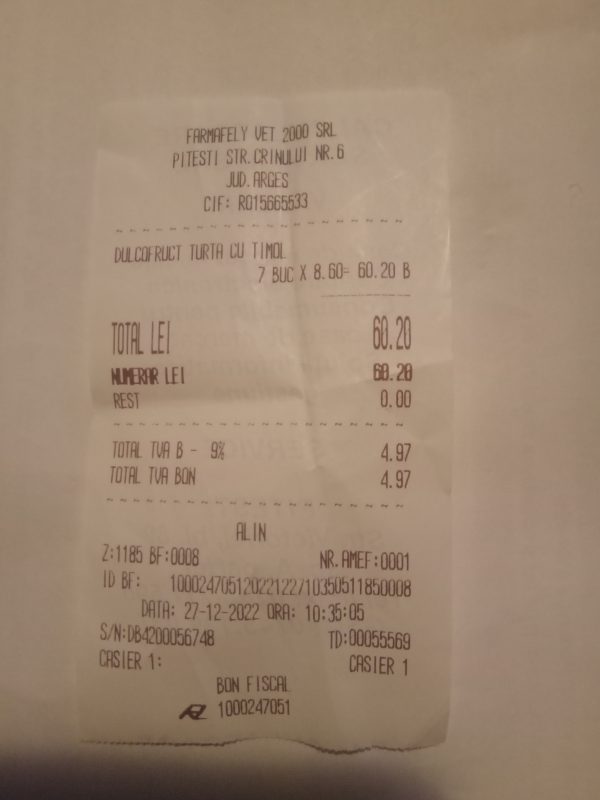 FARMAFELY VET 2000 SRL
PITESTI STR.CRINULUI NR.6
JUD.ARGES
CIF: RO15665533
DULCOFRUCT TURTA CU TIMOL
7 BUC X 8.60= 60.20 B
TOTAL LEI 60.20
NUMERAR LEI 60.20
REST 0.00
TOTAL TVA B - 9% 4.97
TOTAL TVA BON 4.97
ALIN
Z:1185 BF:0008 NR.AMEF:0001
ID BF: 10002470512022122710350511850008
DATA: 27-12-2022 ORA: 10:35:05
S/N:DB4200056748 TD:00055569
CASIER 1: CASIER 1
BON FISCAL
1000247051